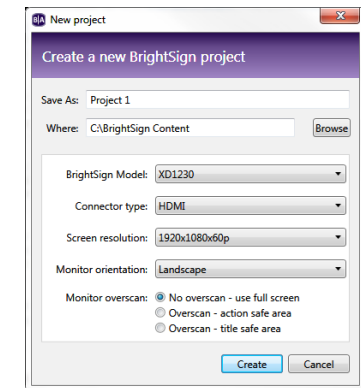 B|A New project
Create a new BrightSign project
Save As: Project 1
Where: C:\BrightSign Content Browse
BrightSign Model: XD1230
Connector type: HDMI
Screen resolution: 1920x1080x60p
Monitor orientation: Landscape
Monitor overscan: No overscan - use full screen
Overscan - action safe area
Overscan - title safe area
Create Cancel